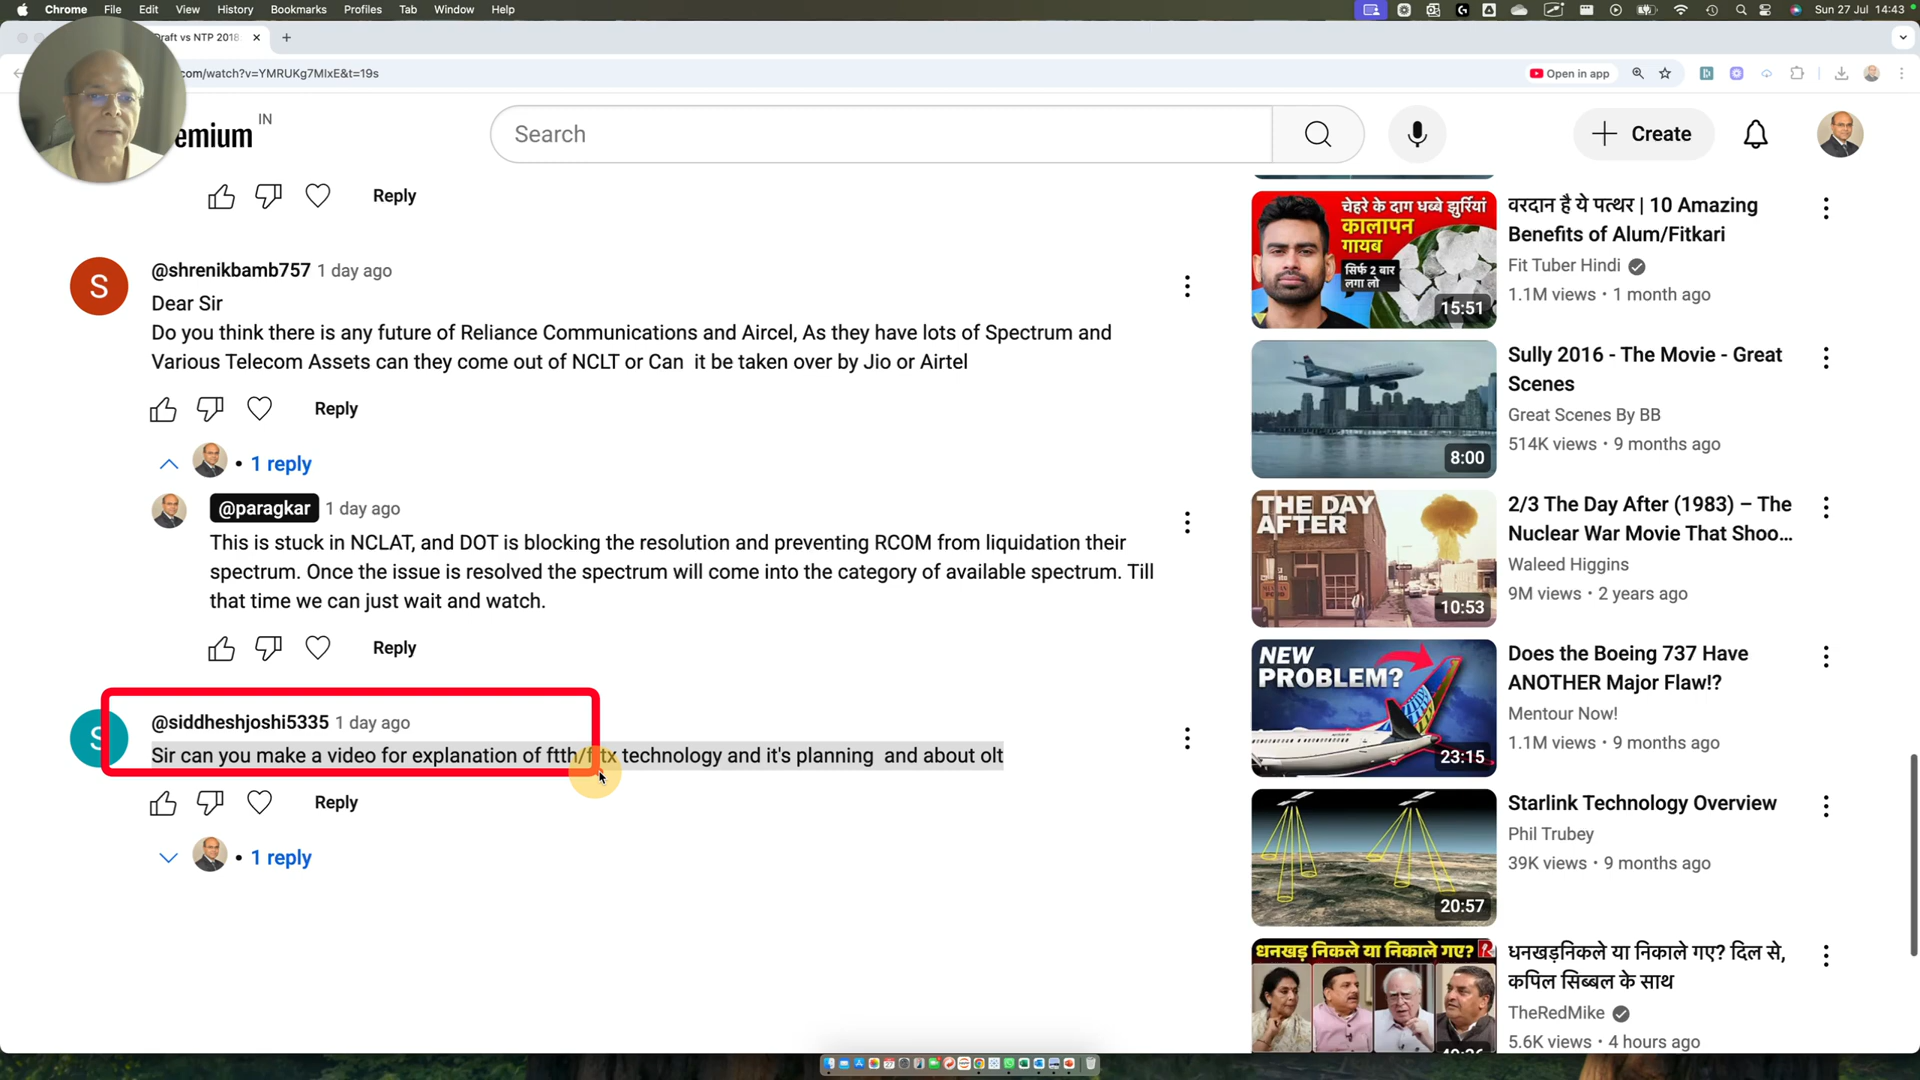 Chrome File Edit View History Bookmarks Profiles Tab Window Help
Sun 27 Jul 14:43
Draft vs NTP 2018
com/watch?v=YMRUKg7MlxE&t=19s
Open in app
emium IN
Search
Create
Reply
@shrenikbamb757 1 day ago
Dear Sir
Do you think there is any future of Reliance Communications and Aircel, As they have lots of Spectrum and
Various Telecom Assets can they come out of NCLT or Can it be taken over by Jio or Airtel
Reply
• 1 reply
@paragkar 1 day ago
This is stuck in NCLAT, and DOT is blocking the resolution and preventing RCOM from liquidation their
spectrum. Once the issue is resolved the spectrum will come into the category of available spectrum. Till
that time we can just wait and watch.
Reply
S
@siddheshjoshi5335 1 day ago
Sir can you make a video for explanation of ftth/fttx technology and it's planning and about olt
S
Reply
• 1 reply
चेहरे के दाग धब्बे झुर्रियां
कालापन
गायब
सिर्फ 2 बार
लगा लो
15:51
वरदान है ये पत्थर | 10 Amazing
Benefits of Alum/Fitkari
Fit Tuber Hindi
1.1M views • 1 month ago
8:00
Sully 2016 - The Movie - Great
Scenes
Great Scenes By BB
514K views • 9 months ago
THE DAY
AFTER
10:53
2/3 The Day After (1983) – The
Nuclear War Movie That Shoo...
Waleed Higgins
9M views • 2 years ago
NEW
PROBLEM?
23:15
Does the Boeing 737 Have
ANOTHER Major Flaw!?
Mentour Now!
1.1M views • 9 months ago
20:57
Starlink Technology Overview
Phil Trubey
39K views • 9 months ago
धनखड़ निकले या निकाले गए?
धनखड़निकले या निकाले गए? दिल से,
कपिल सिब्बल के साथ
TheRedMike
5.6K views • 4 hours ago